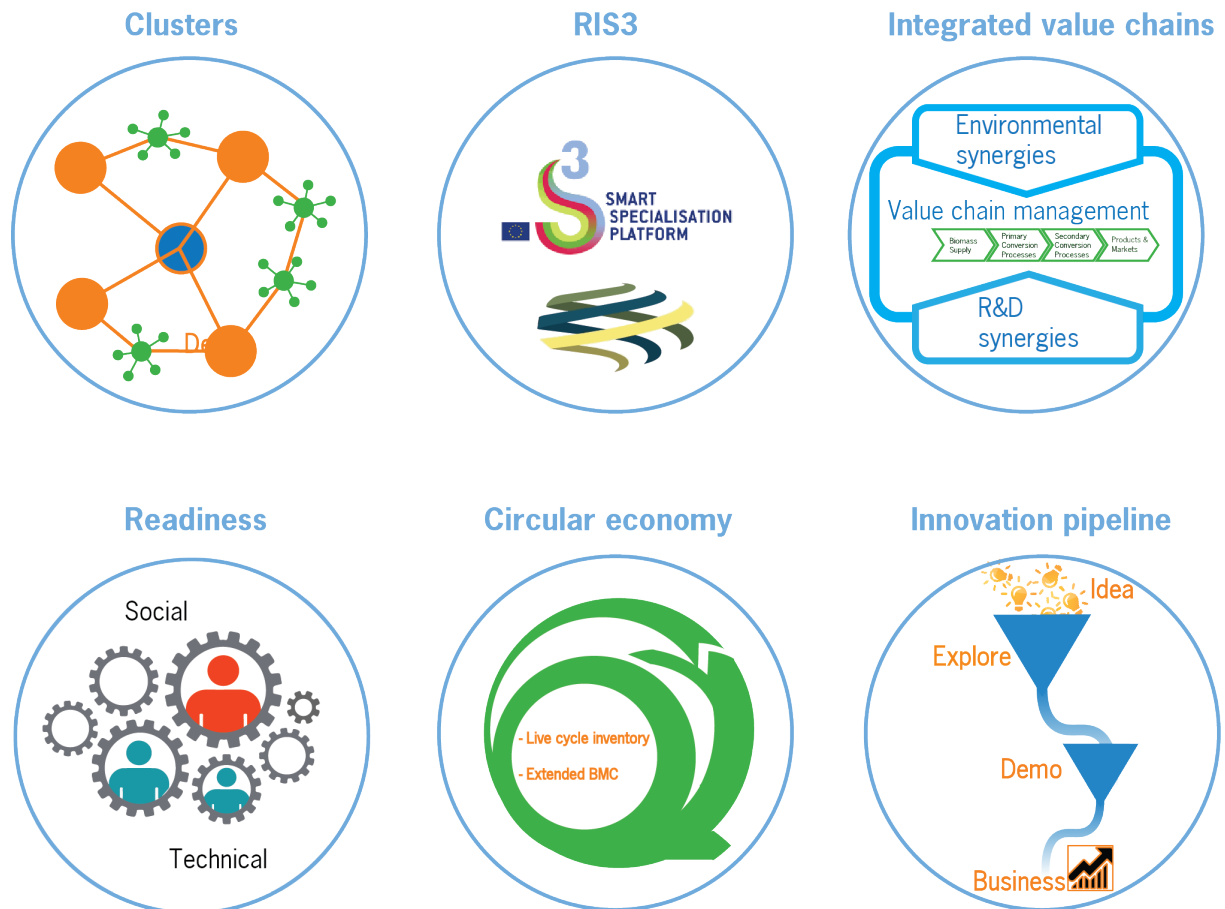 Clusters
RIS3
Integrated value chains
De
3
SMART
SPECIALISATION
PLATFORM
Environmental
synergies
Value chain management
Biomass
Supply
Primary
Conversion
Processes
Secondary
Conversion
Processes
Products &
Markets
R&D
synergies
Readiness
Circular economy
Innovation pipeline
Social
Technical
- Live cycle inventory
- Extended BMC
Idea
Explore
Demo
Business